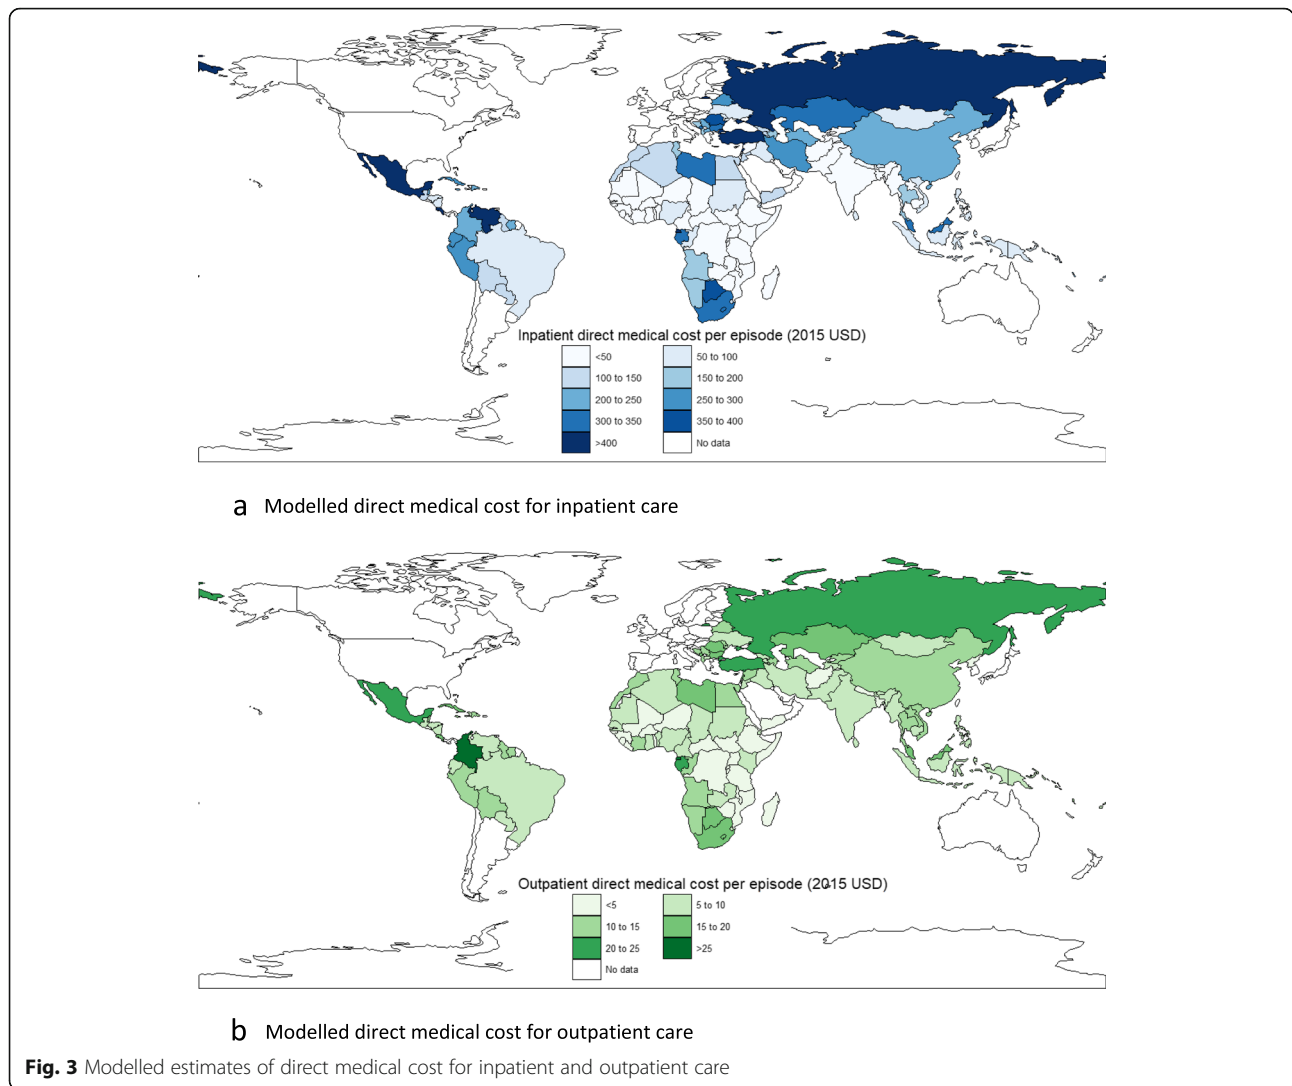 Inpatient direct medical cost per episode (2015 USD)
<50 50 to 100
100 to 150 150 to 200
200 to 250 250 to 300
300 to 350 350 to 400
>400 No data
a Modelled direct medical cost for inpatient care
Outpatient direct medical cost per episode (2015 USD)
<5 5 to 10
10 to 15 15 to 20
20 to 25 >25
No data
b Modelled direct medical cost for outpatient care
Fig. 3 Modelled estimates of direct medical cost for inpatient and outpatient care